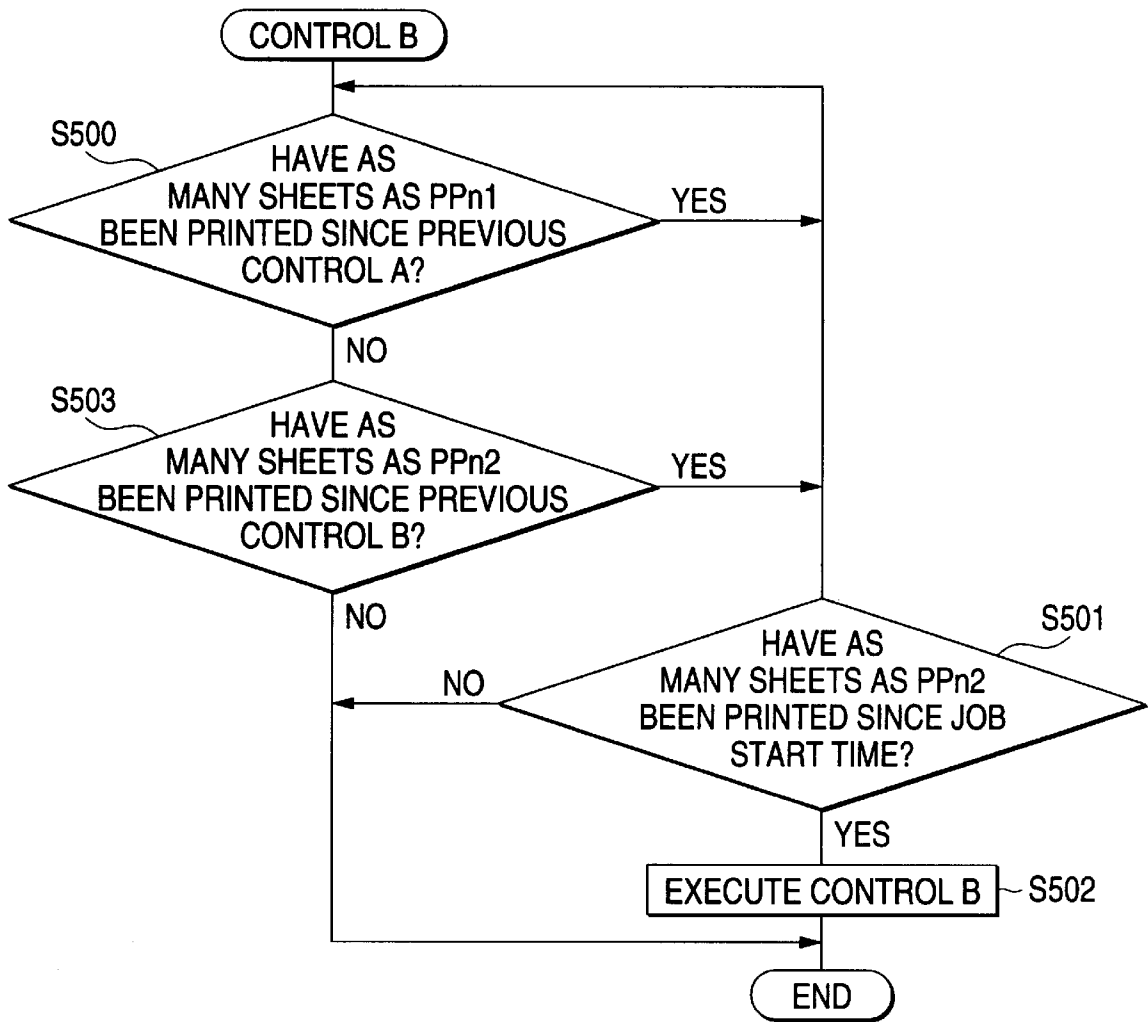 CONTROL B
S500
HAVE AS
MANY SHEETS AS PPn1
BEEN PRINTED SINCE PREVIOUS
CONTROL A?
YES
NO
S503
HAVE AS
MANY SHEETS AS PPn2
BEEN PRINTED SINCE PREVIOUS
CONTROL B?
YES
NO
S501
HAVE AS
MANY SHEETS AS PPn2
BEEN PRINTED SINCE JOB
START TIME?
NO
YES
EXECUTE CONTROL B
S502
END